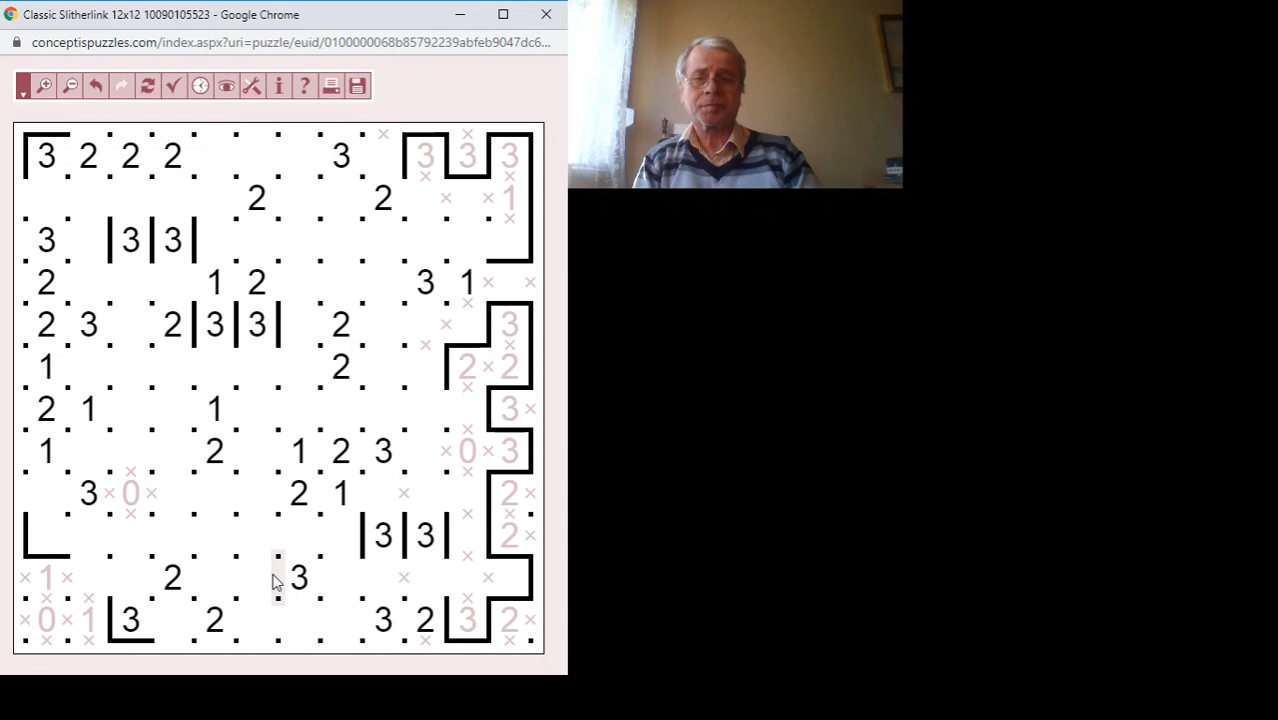 Classic Slitherlink 12x12 10090105523 - Google Chrome
conceptispuzzles.com/index.aspx?uri=puzzle/euid/0100000068b85792239abfeb9047dc6...
3 2 2 2 3 3 3 3
2 2 1
3 3 3
2 1 2 3 1
2 3 2 3 3 2 3
1 2 2 2
2 1 1 3
1 2 1 2 3 0 3
3 0 2 1 2
3 3 2
1 2 3
0 1 3 2 3 2 3 2